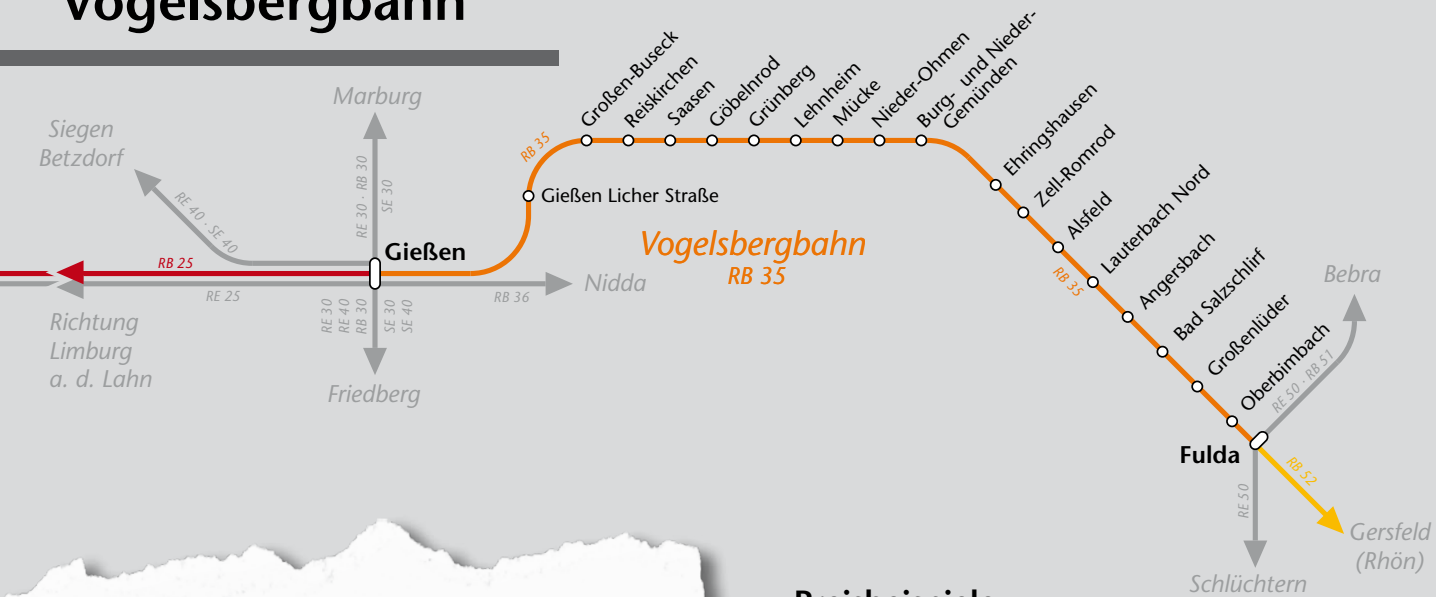 Vogelsbergbahn
Marburg
Siegen
Betzdorf
RE 30 · RB 30
SE 30
RE 40 · SE 40
RB 25
Gießen
RE 25
RB 36
Nidda
RE 30
RE 40
RB 30
SE 30
SE 40
Richtung
Limburg
a. d. Lahn
Friedberg
RB 35
Gießen Licher Straße
Großen-Buseck
Reiskirchen
Saasen
Göbelnrod
Grünberg
Lehnheim
Mücke
Nieder-Ohmen
Burg- und Nieder-
Gemünden
Ehringshausen
Zell-Romrod
Alsfeld
Lauterbach Nord
Angersbach
Bad Salzschlirf
Großenlüder
Oberbimbach
Vogelsbergbahn
RB 35
RB 35
Bebra
RE 50 · RB 51
Fulda
RB 52
RE 50
Gersfeld
(Rhön)
Schlüchtern